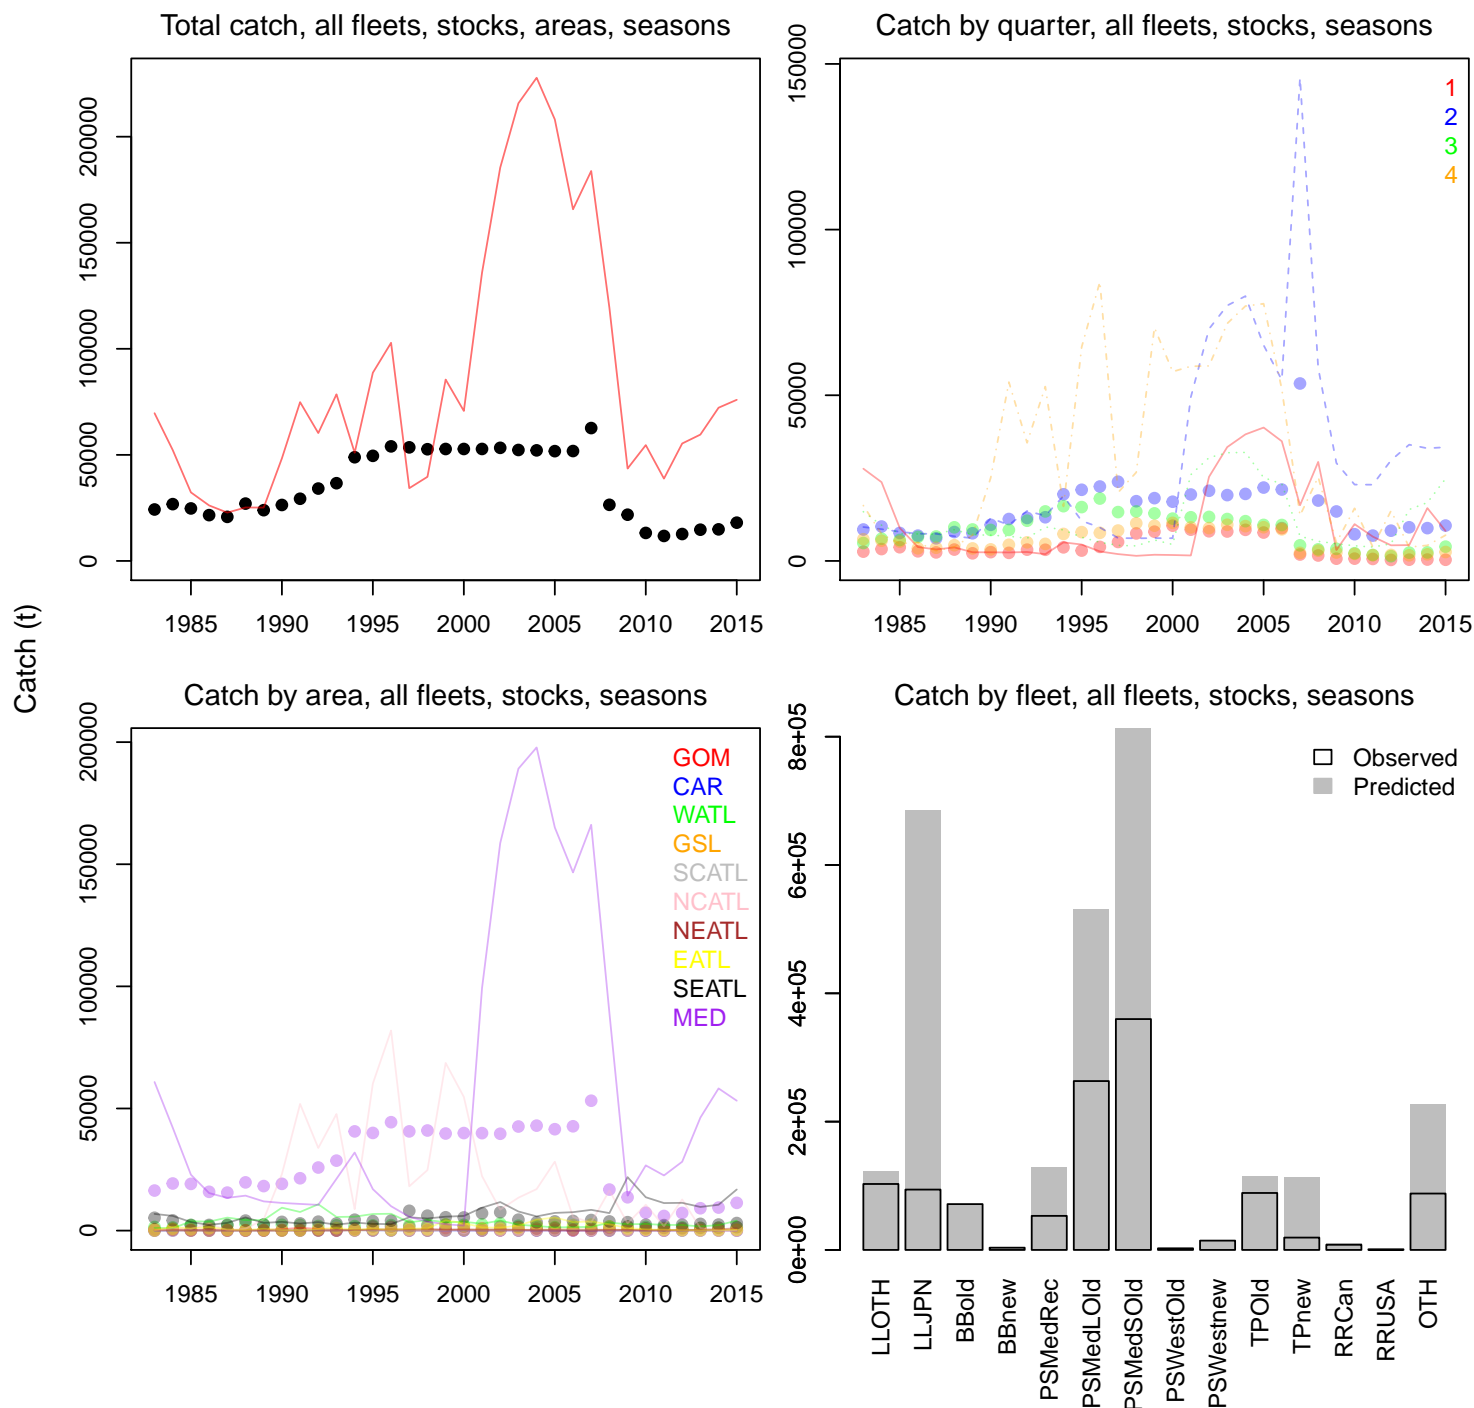 Total catch, all fleets, stocks, areas, seasons
200000
150000
100000
50000
0
1985 1990 1995 2000 2005 2010 2015
Catch by quarter, all fleets, stocks, seasons
150000
100000
50000
0
1
2
3
4
1985 1990 1995 2000 2005 2010 2015
Catch (t)
Catch by area, all fleets, stocks, seasons
200000
150000
100000
50000
0
GOM
CAR
WATL
GSL
SCATL
NCATL
NEATL
EATL
SEATL
MED
1985 1990 1995 2000 2005 2010 2015
Catch by fleet, all fleets, stocks, seasons
8e+05
6e+05
4e+05
2e+05
0e+00
Observed
Predicted
LLOTH
LLJPN
BBold
BBnew
PSMedRec
PSMedLOld
PSMedSOld
PSWestOld
PSWestnew
TPOld
TPnew
RRCan
RRUSA
OTH